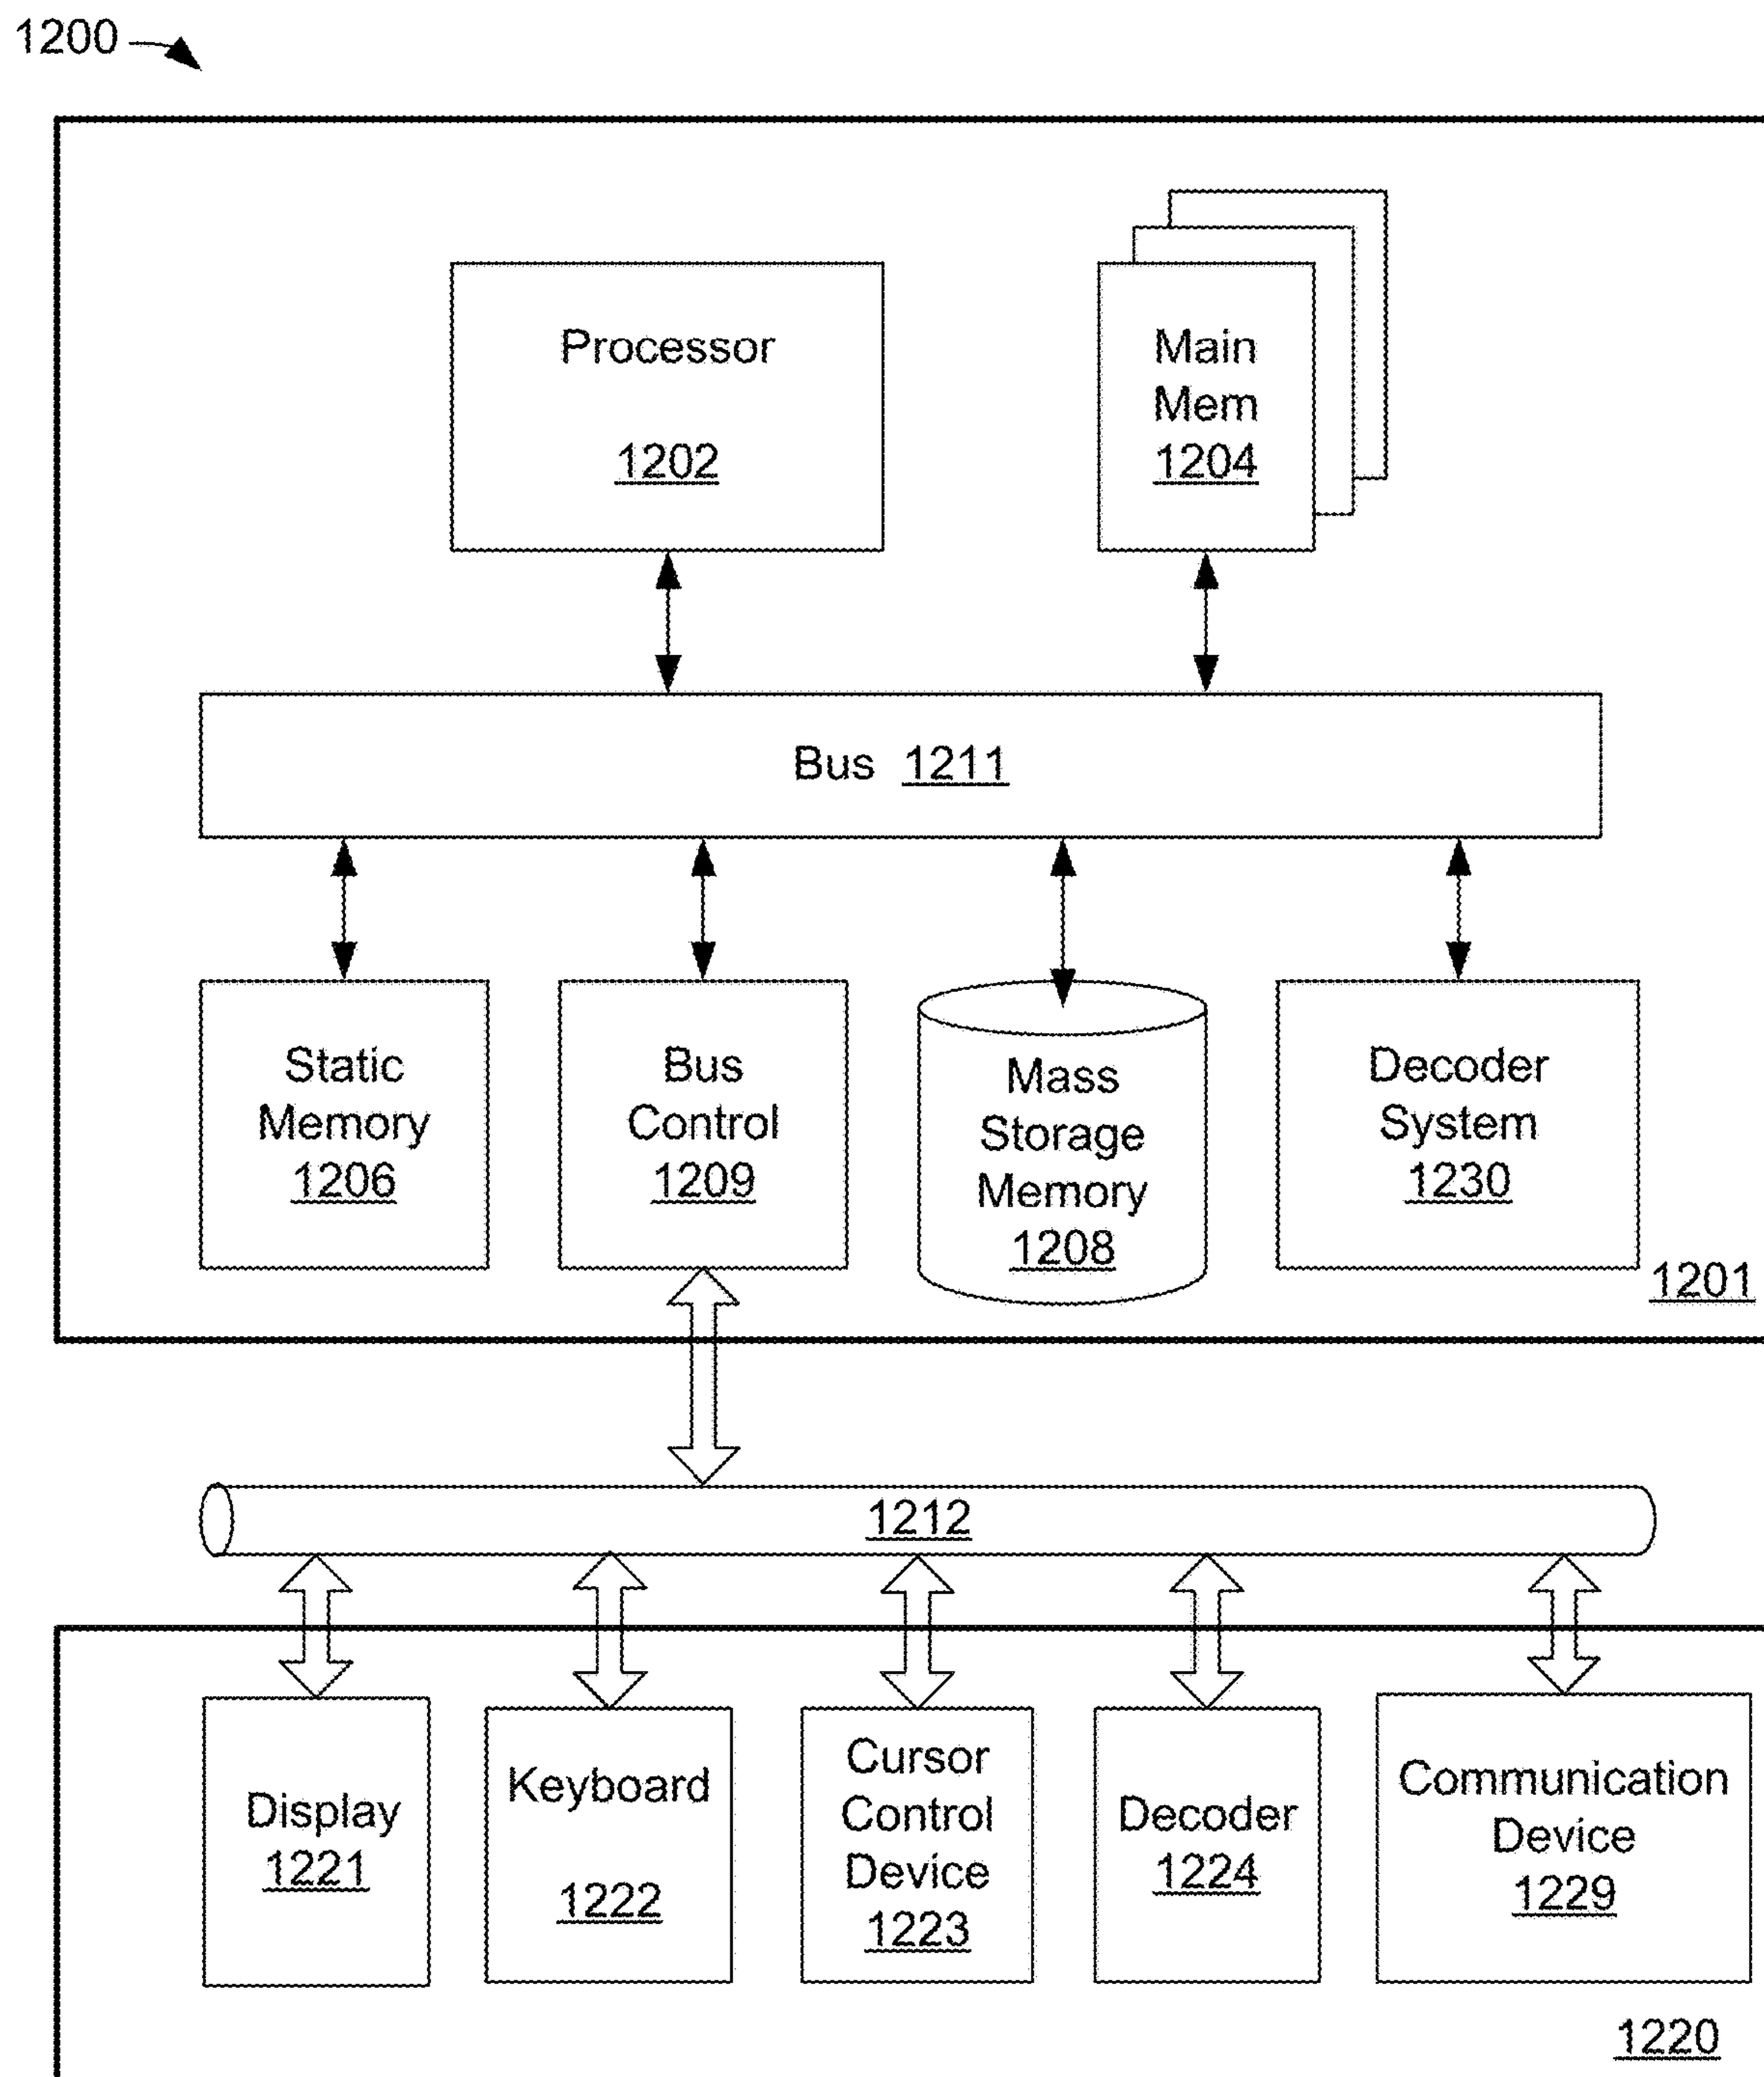 1200
Processor
1202
Main
Mem
1204
Bus 1211
Static
Memory
1206
Bus
Control
1209
Mass
Storage
Memory
1208
Decoder
System
1230
1201
1212
Display
1221
Keyboard
1222
Cursor
Control
Device
1223
Decoder
1224
Communication
Device
1229
1220